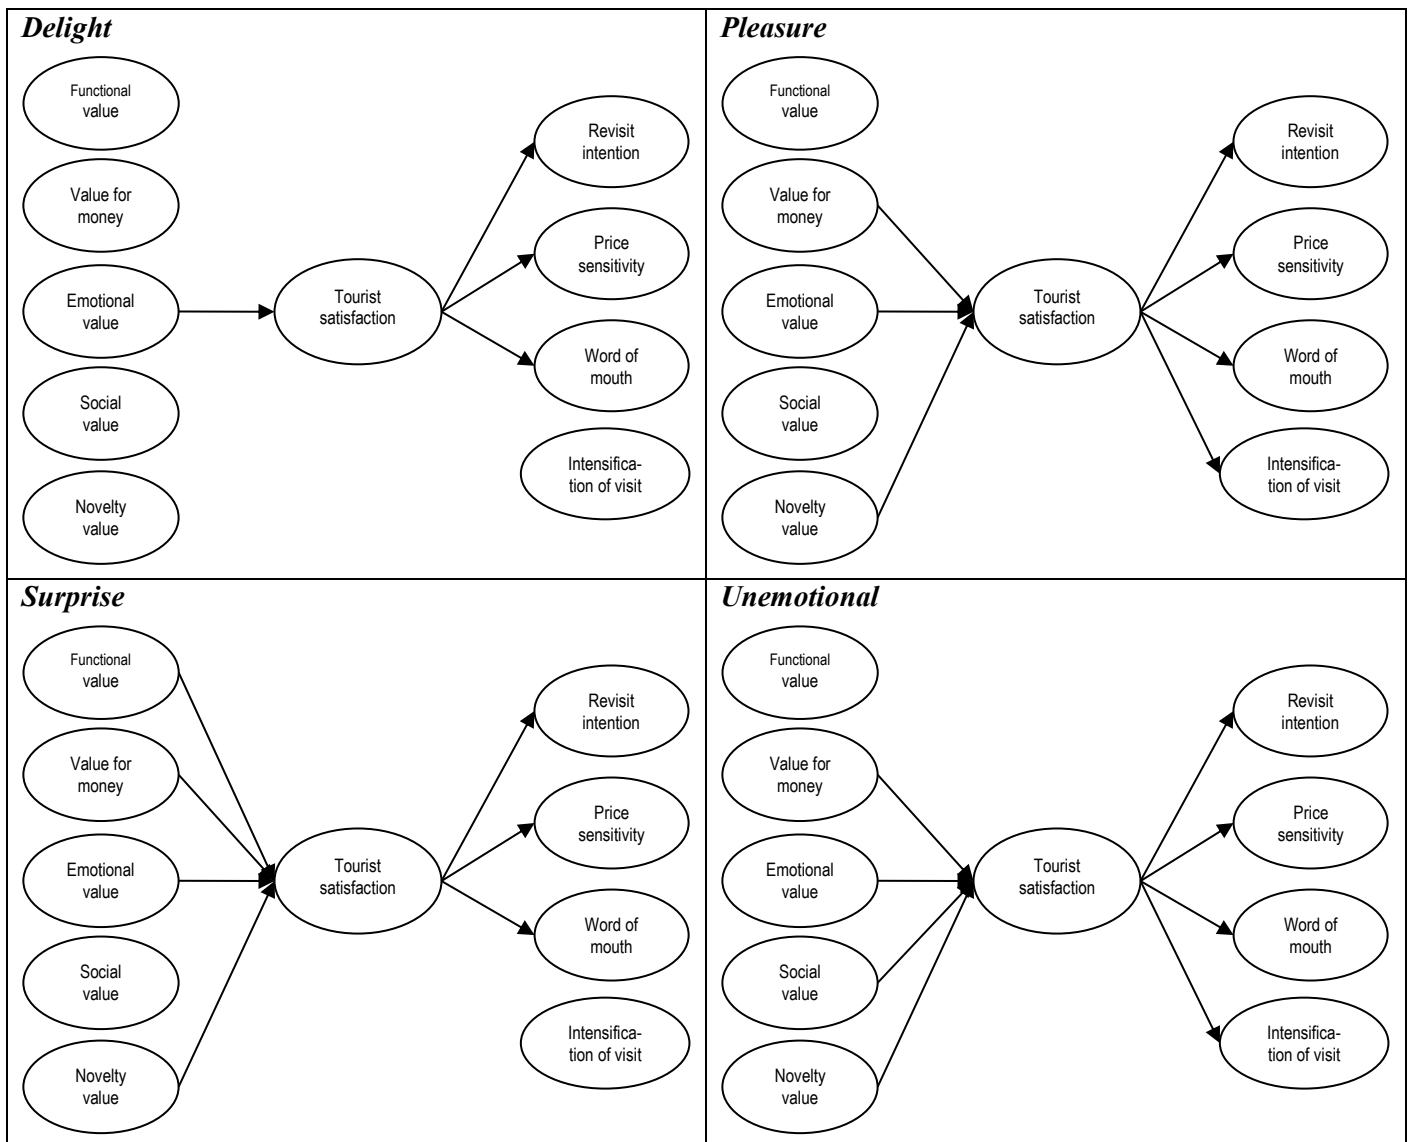 Delight
Functional
value
Value for
money
Emotional
value
Social
value
Novelty
value
Tourist
satisfaction
Revisit
intention
Price
sensitivity
Word of
mouth
Intensifica-
tion of visit
Pleasure
Functional
value
Value for
money
Emotional
value
Social
value
Novelty
value
Tourist
satisfaction
Revisit
intention
Price
sensitivity
Word of
mouth
Intensifica-
tion of visit
Surprise
Functional
value
Value for
money
Emotional
value
Social
value
Novelty
value
Tourist
satisfaction
Revisit
intention
Price
sensitivity
Word of
mouth
Intensifica-
tion of visit
Unemotional
Functional
value
Value for
money
Emotional
value
Social
value
Novelty
value
Tourist
satisfaction
Revisit
intention
Price
sensitivity
Word of
mouth
Intensifica-
tion of visit